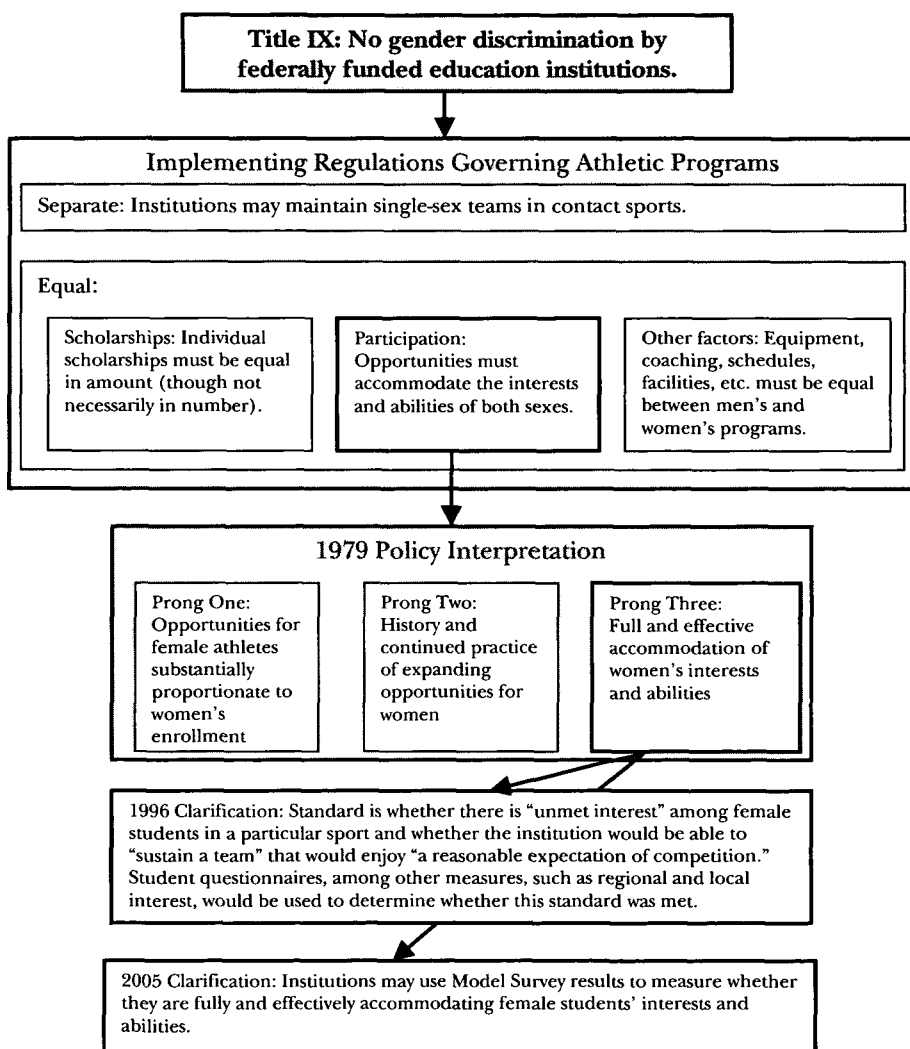 Title IX: No gender discrimination by
federally funded education institutions.
Implementing Regulations Governing Athletic Programs
Separate: Institutions may maintain single-sex teams in contact sports.
Equal:
Scholarships: Individual
scholarships must be equal
in amount (though not
necessarily in number).
Participation:
Opportunities must
accommodate the interests
and abilities of both sexes.
Other factors: Equipment,
coaching, schedules,
facilities, etc. must be equal
between men's and
women's programs.
1979 Policy Interpretation
Prong One:
Opportunities for
female athletes
substantially
proportionate to
women's
enrollment
Prong Two:
History and
continued practice
of expanding
opportunities for
women
Prong Three:
Full and effective
accommodation of
women's interests
and abilities
1996 Clarification: Standard is whether there is "unmet interest" among female
students in a particular sport and whether the institution would be able to
"sustain a team" that would enjoy "a reasonable expectation of competition."
Student questionnaires, among other measures, such as regional and local
interest, would be used to determine whether this standard was met.
2005 Clarification: Institutions may use Model Survey results to measure whether
they are fully and effectively accommodating female students' interests and
abilities.